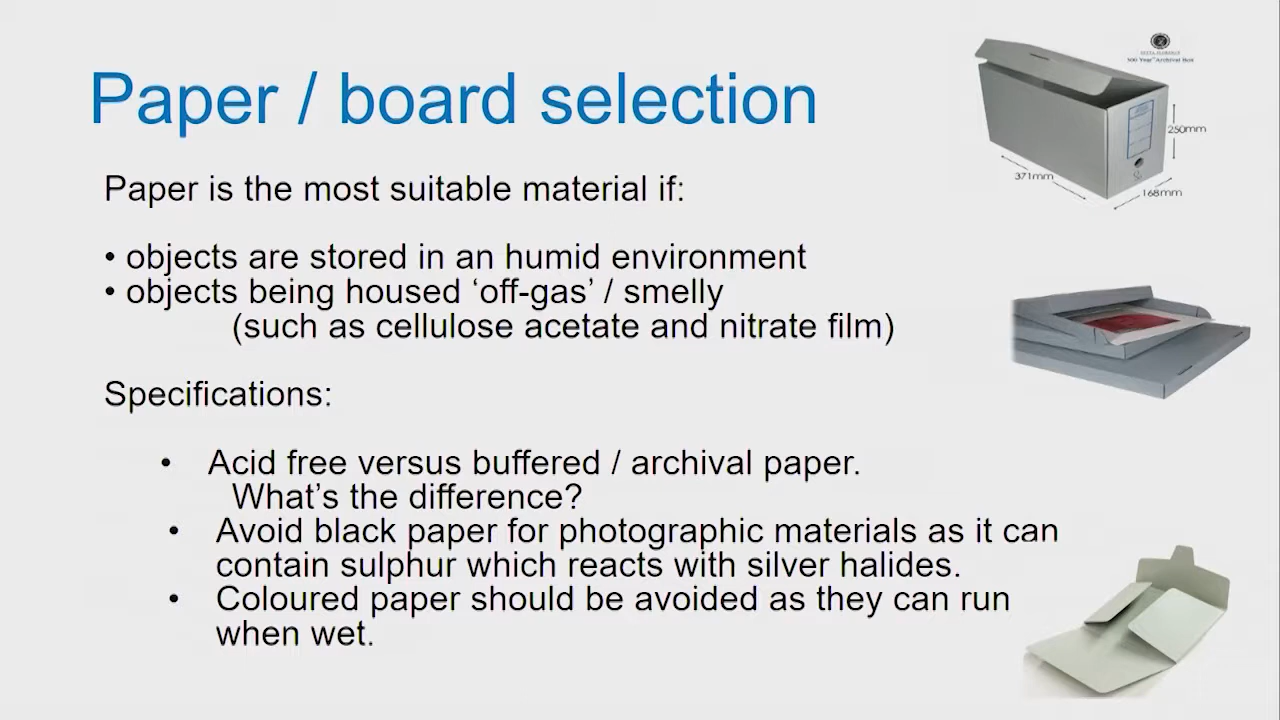 Paper / board selection
Paper is the most suitable material if:
• objects are stored in an humid environment
• objects being housed ‘off-gas’ / smelly
(such as cellulose acetate and nitrate film)
Specifications:
• Acid free versus buffered / archival paper.
What’s the difference?
• Avoid black paper for photographic materials as it can
contain sulphur which reacts with silver halides.
• Coloured paper should be avoided as they can run
when wet.
Archival Box
250mm
371mm
168mm